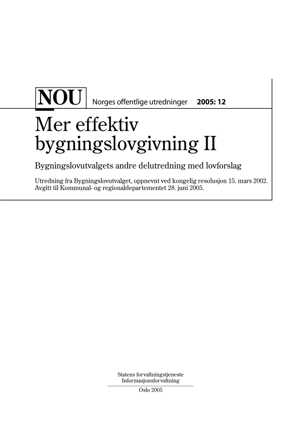 NOU Norges offentlige utredninger 2005: 12
Mer effektiv
bygningslovgivning II
Bygningslovutvalgets andre delutredning med lovforslag
Utredning fra Bygningslovutvalget, oppnevnt ved kongelig resolusjon 15. mars 2002.
Avgitt til Kommunal- og regionaldepartementet 28. juni 2005.
Statens forvaltningstjeneste
Informasjonsforvaltning
Oslo 2005